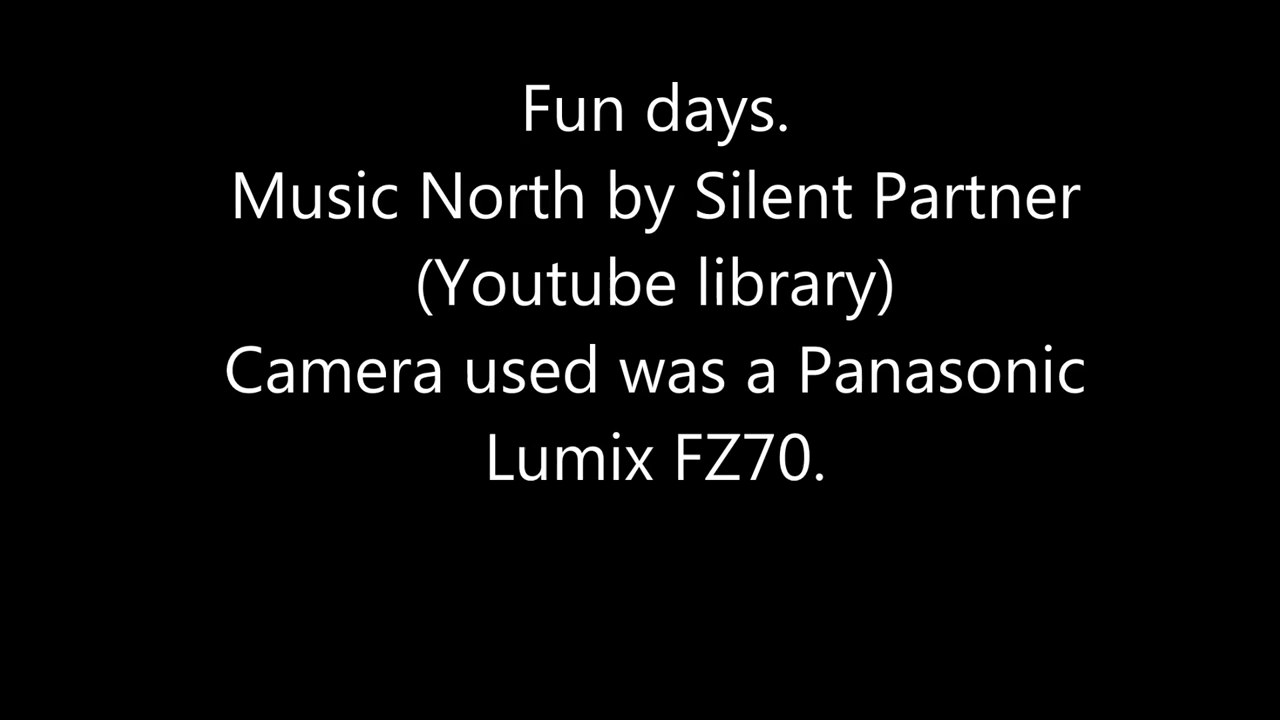 Fun days.
Music North by Silent Partner
(Youtube library)
Camera used was a Panasonic
Lumix FZ70.